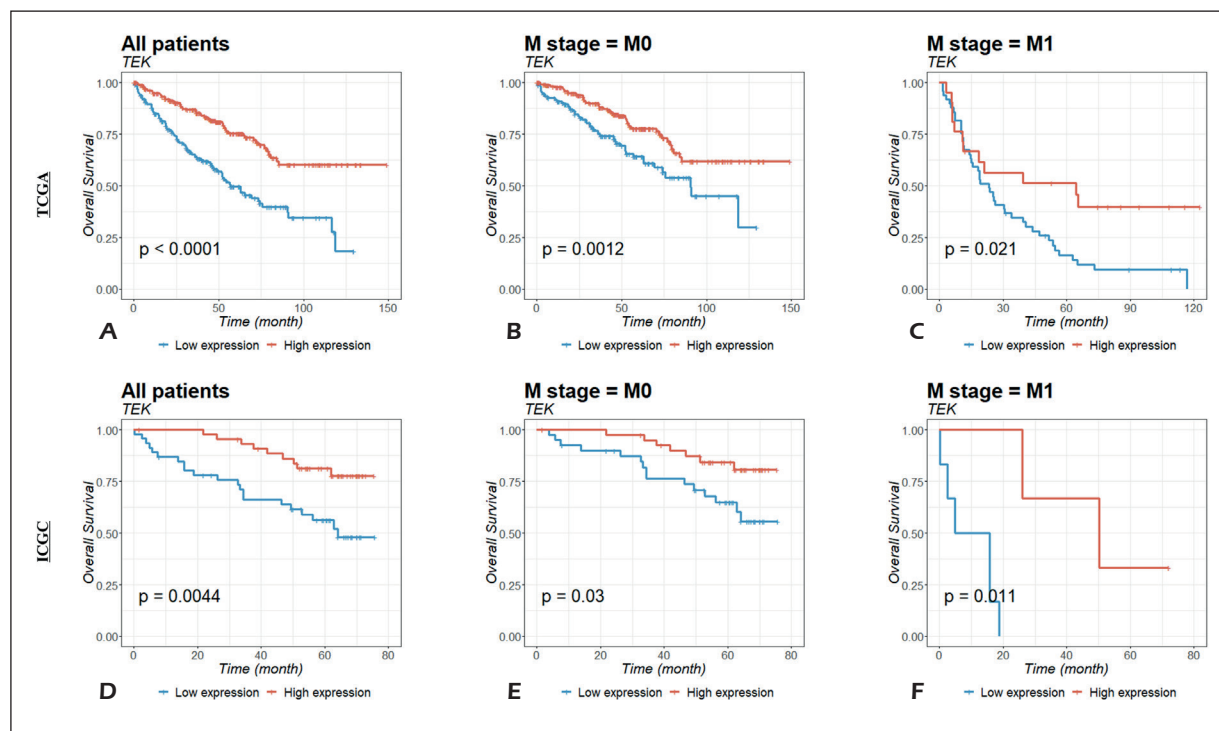 All patients
TEK
1.00
0.75
0.50
0.25
0.00
Overall Survival
p < 0.0001
0
50
100
150
Time (month)
A
Low expression
High expression
M stage = M0
TEK
1.00
0.75
0.50
0.25
0.00
Overall Survival
p = 0.0012
0
50
100
150
Time (month)
B
Low expression
High expression
M stage = M1
TEK
1.00
0.75
0.50
0.25
0.00
Overall Survival
p = 0.021
0
30
60
90
120
Time (month)
C
Low expression
High expression
TCGA
All patients
TEK
1.00
0.75
0.50
0.25
0.00
Overall Survival
p = 0.0044
0
20
40
60
80
Time (month)
D
Low expression
High expression
M stage = M0
TEK
1.00
0.75
0.50
0.25
0.00
Overall Survival
p = 0.03
0
20
40
60
80
Time (month)
E
Low expression
High expression
M stage = M1
TEK
1.00
0.75
0.50
0.25
0.00
Overall Survival
p = 0.011
0
20
40
60
80
Time (month)
F
Low expression
High expression
ICGC